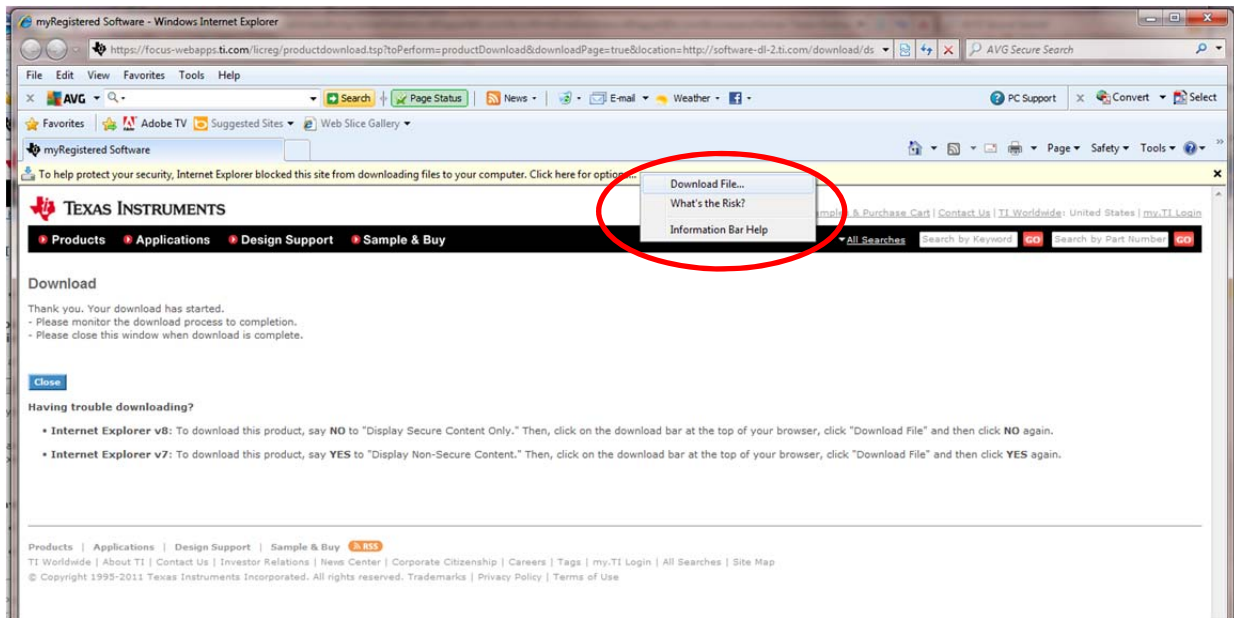 myRegistered Software - Windows Internet Explorer
https://focus-webapps.ti.com/licreg/productdownload.tsp?toPerform=productDownload&downloadPage=true&location=http://software-dl-2.ti.com/download/ds
AVG Secure Search
File Edit View Favorites Tools Help
x AVG Search Page Status News E-mail Weather PC Support x Convert Select
Favorites Adobe TV Suggested Sites Web Slice Gallery
myRegistered Software Page Safety Tools
To help protect your security, Internet Explorer blocked this site from downloading files to your computer. Click here for options...
Download File...
What's the Risk?
Information Bar Help
TEXAS INSTRUMENTS
& Purchase Cart | Contact Us | TI Worldwide: United States | my.TI Login
Products Applications Design Support Sample & Buy All Searches Search by Keyword GO Search by Part Number GO
Download
Thank you. Your download has started.
- Please monitor the download process to completion.
- Please close this window when download is complete.
Close
Having trouble downloading?
• Internet Explorer v8: To download this product, say NO to "Display Secure Content Only." Then, click on the download bar at the top of your browser, click "Download File" and then click NO again.
• Internet Explorer v7: To download this product, say YES to "Display Non-Secure Content." Then, click on the download bar at the top of your browser, click "Download File" and then click YES again.
Products | Applications | Design Support | Sample & Buy RSS
TI Worldwide | About TI | Contact Us | Investor Relations | News Center | Corporate Citizenship | Careers | Tags | my.TI Login | All Searches | Site Map
© Copyright 1995-2011 Texas Instruments Incorporated. All rights reserved. Trademarks | Privacy Policy | Terms of Use